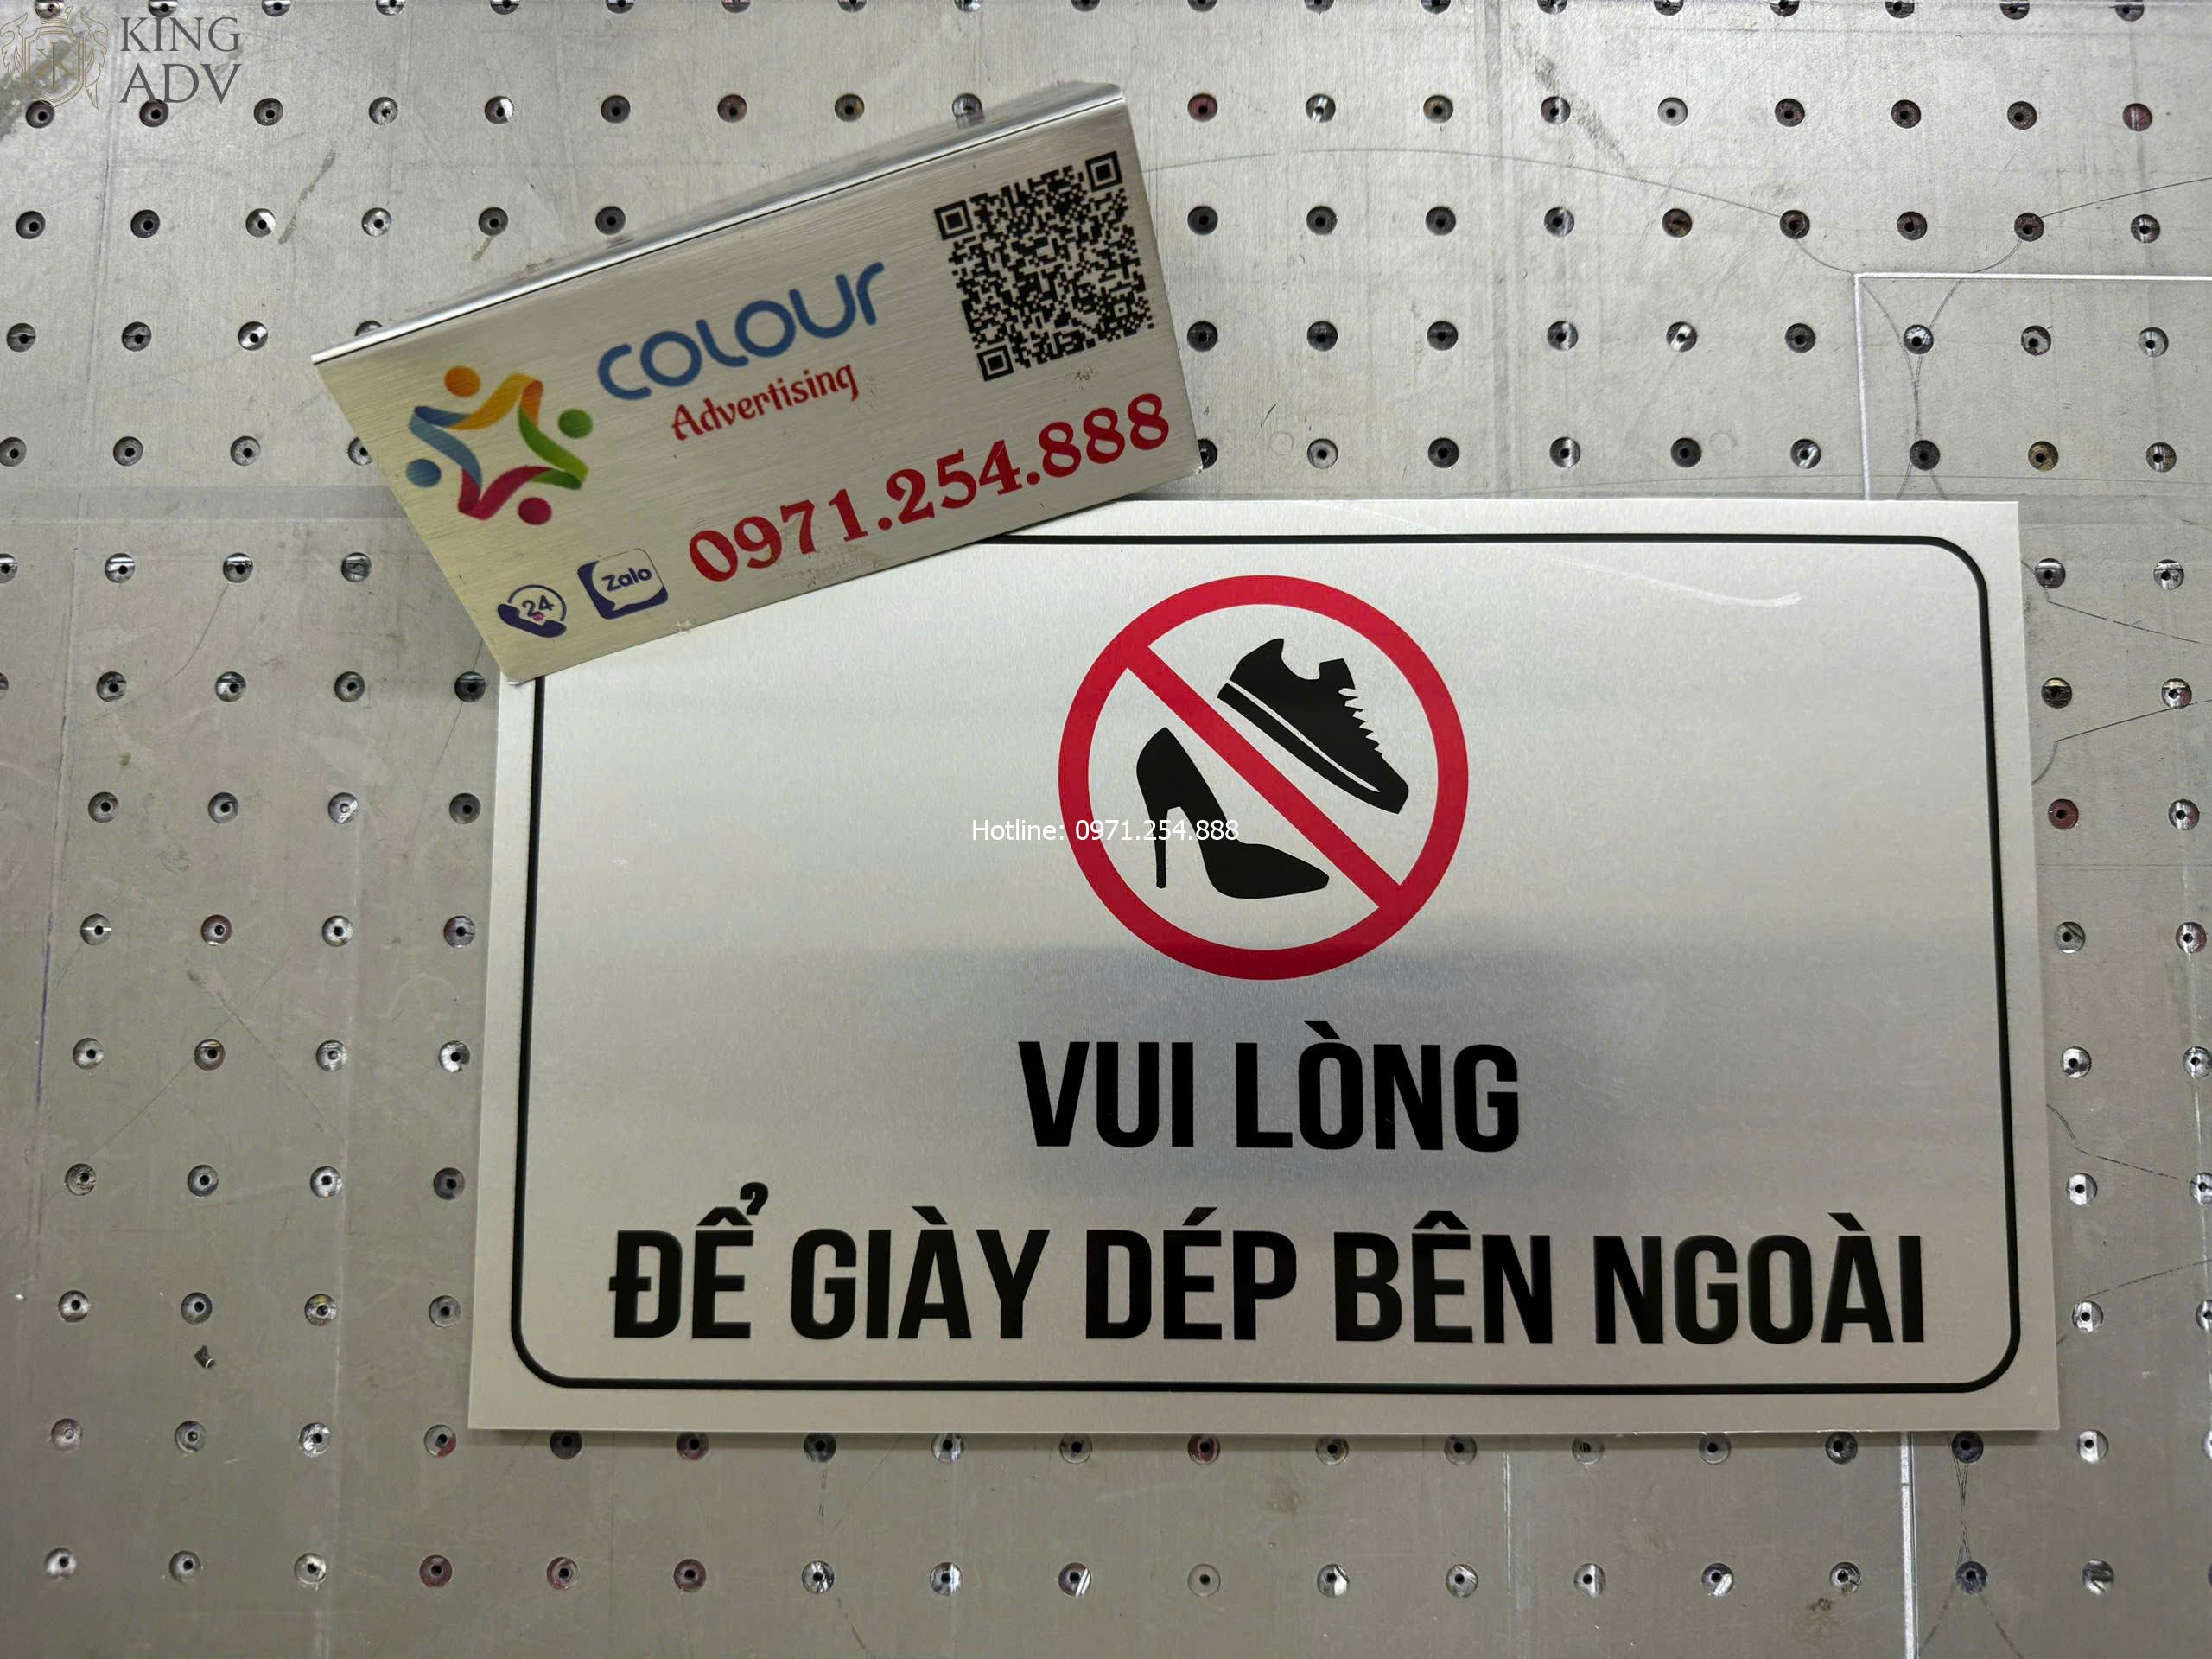 KING
ADV
COLOUR
Advertising
0971.254.888
24
Zalo
Hotline: 0971.254.888
VUI LÒNG
ĐỂ GIÀY DÉP BÊN NGOÀI